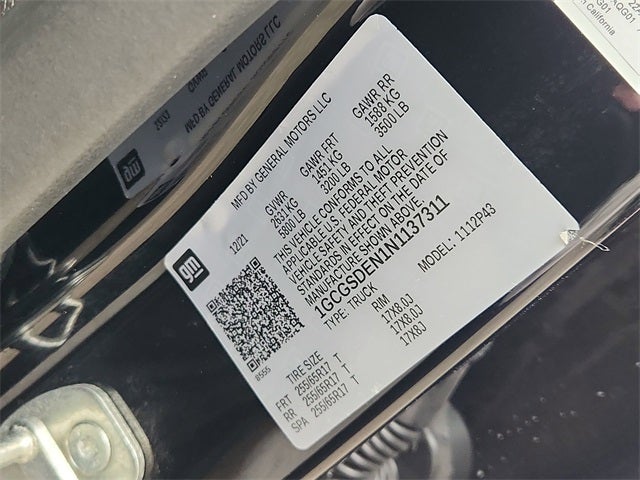 gm
MFD BY GENERAL MOTORS LLC
12/21 GVWR GAWR FRT GAWR RR
2631 KG 1451 KG 1588 KG
5800 LB 3200 LB 3500 LB
THIS VEHICLE CONFORMS TO ALL
APPLICABLE U.S. FEDERAL MOTOR
VEHICLE SAFETY AND THEFT PREVENTION
STANDARDS IN EFFECT ON THE DATE OF
MANUFACTURE SHOWN ABOVE.
1GCGSDEN1N1137311
TYPE: TRUCK MODEL: 1112P43
TIRE SIZE RIM
FRT 255/65R17 T 17X8.0J
RR 255/65R17 T 17X8.0J
SPA 255/65R17 T 17X8J
California